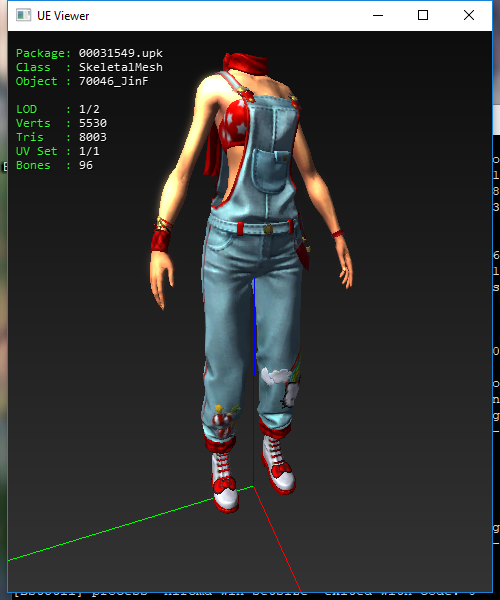 UE Viewer
Package: 00031549.upk
Class : SkeletalMesh
Object : 70046_JinF
LOD : 1/2
Verts : 5530
Tris : 8003
UV Set : 1/1
Bones : 96